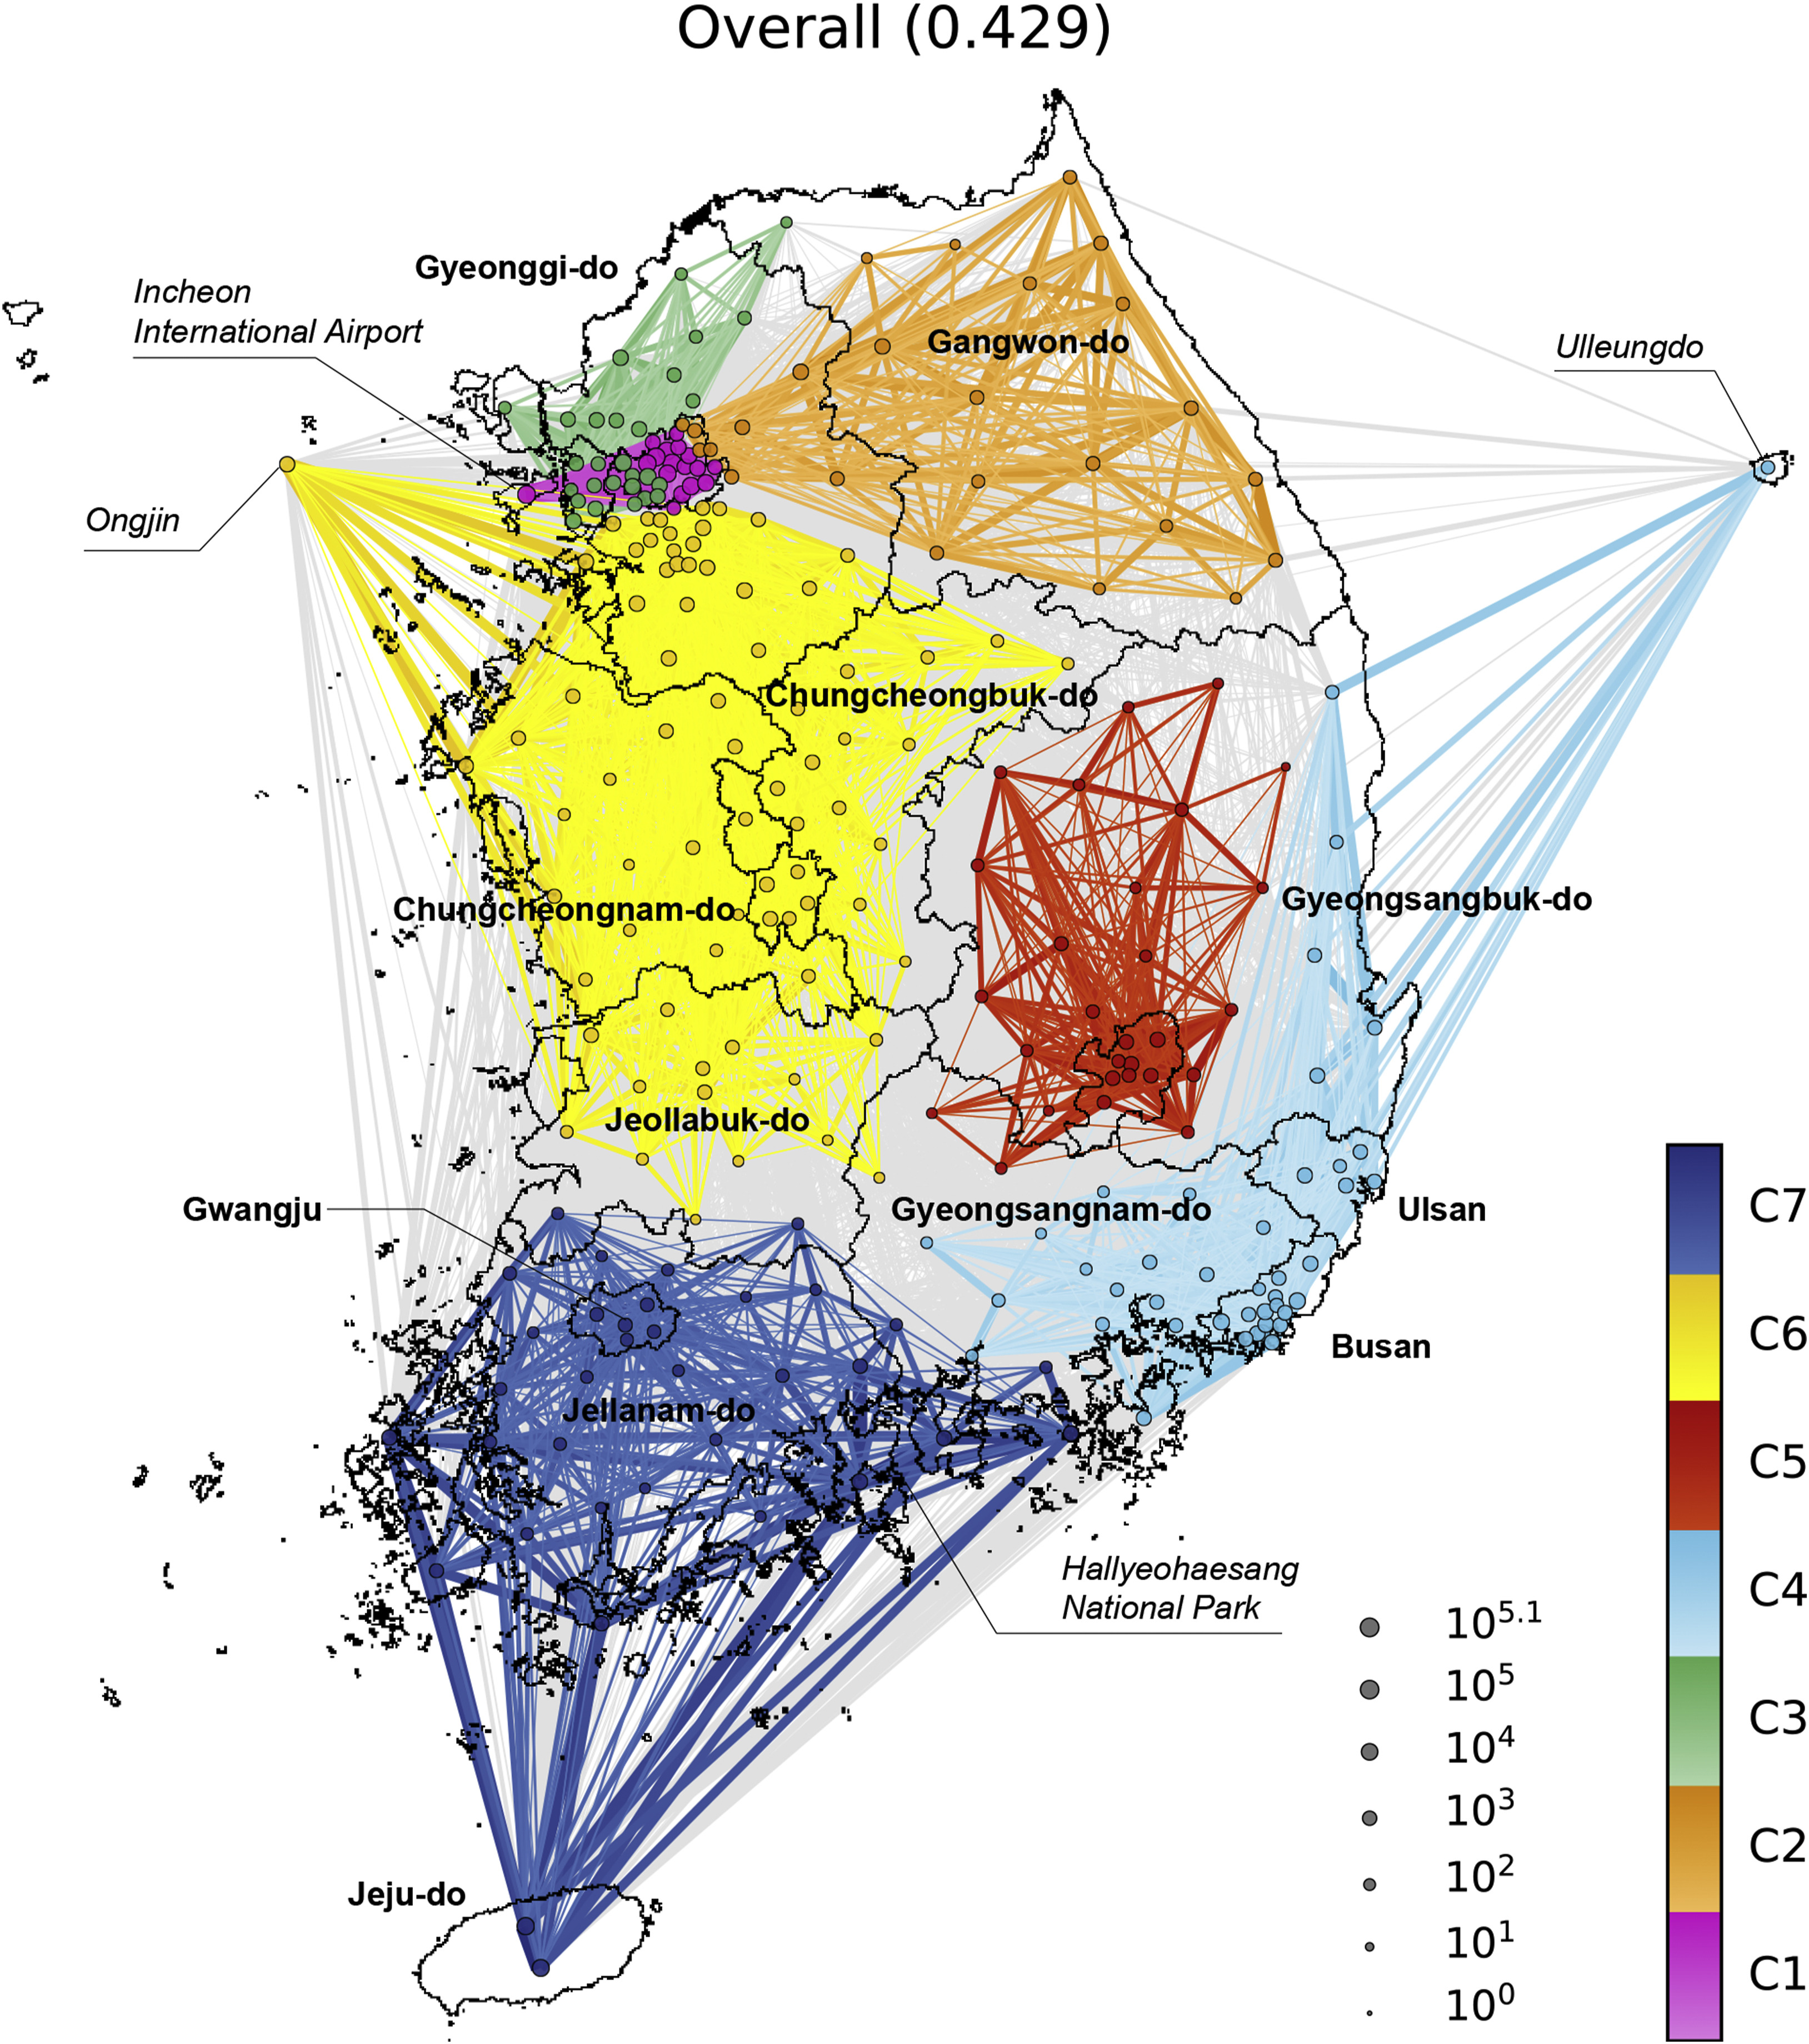 Overall (0.429)
Gyeonggi-do
Incheon
International Airport
Gangwon-do
Ulleungdo
Ongjin
Chungcheongbuk-do
Chungcheongnam-do
Gyeongsangbuk-do
Jeollabuk-do
Gwangju
Gyeongsangnam-do
Ulsan
Busan
Jellanam-do
Hallyeohaesang
National Park
Jeju-do
10^5.1
10^5
10^4
10^3
10^2
10^1
10^0
C7
C6
C5
C4
C3
C2
C1